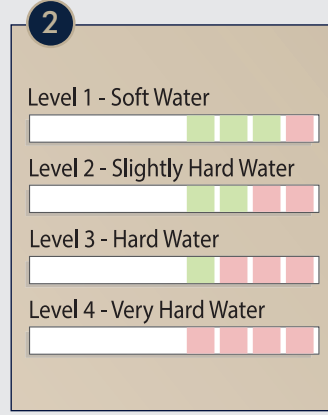 2
Level 1 - Soft Water
Level 2 - Slightly Hard Water
Level 3 - Hard Water
Level 4 - Very Hard Water